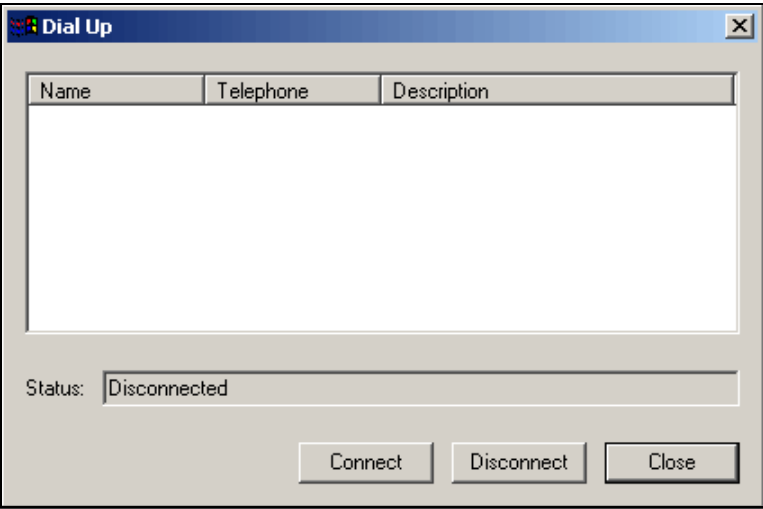 Dial Up
Name Telephone Description
Status: Disconnected
Connect Disconnect Close